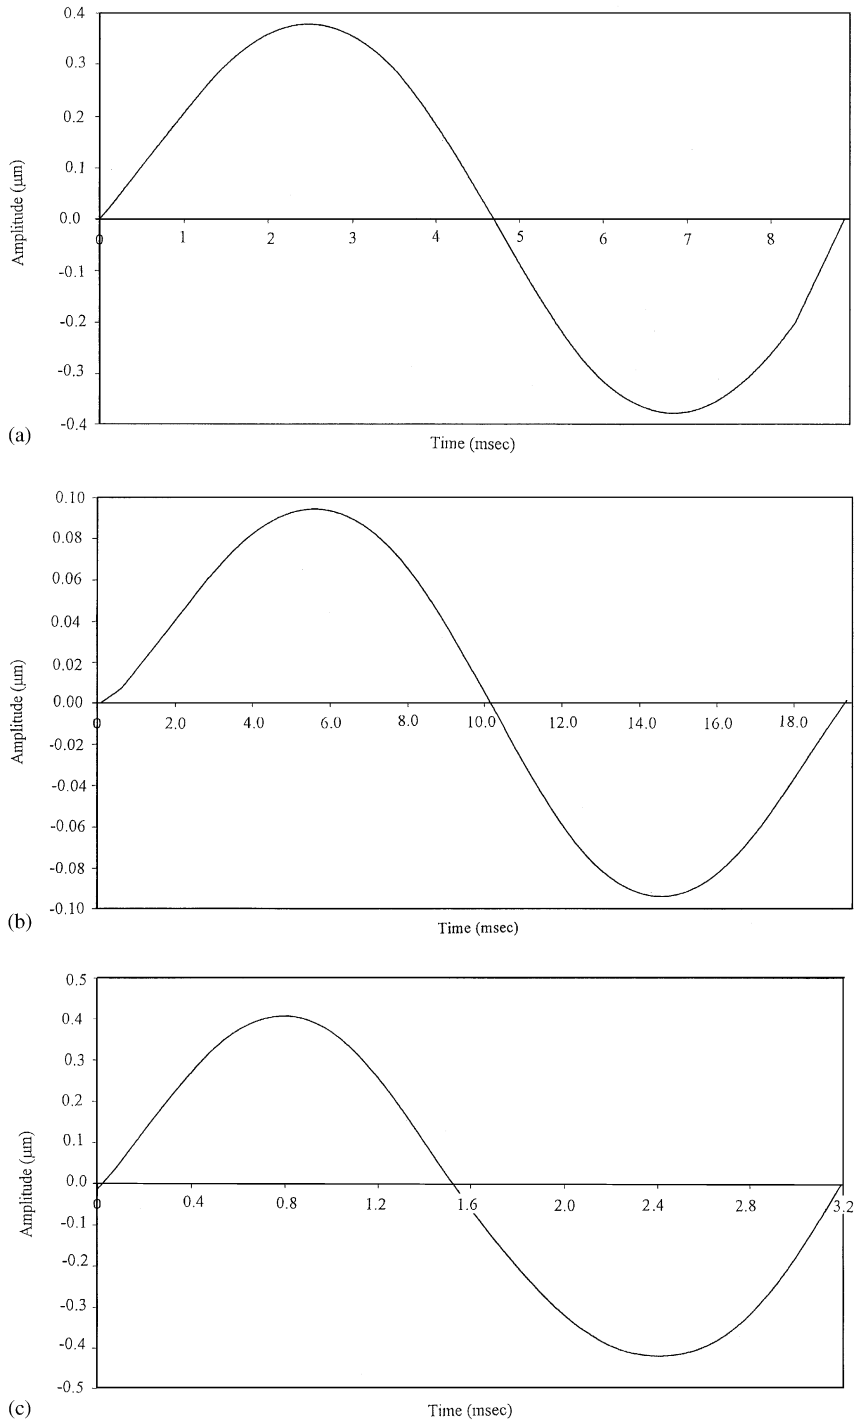 0.4
0.3
0.2
0.1
0.0
-0.1
-0.2
-0.3
-0.4
Amplitude (μm)
0 1 2 3 4 5 6 7 8
Time (msec)
(a)
0.10
0.08
0.06
0.04
0.02
0.00
-0.02
-0.04
-0.06
-0.08
-0.10
Amplitude (μm)
0 2.0 4.0 6.0 8.0 10.0 12.0 14.0 16.0 18.0
Time (msec)
(b)
0.5
0.4
0.3
0.2
0.1
0.0
-0.1
-0.2
-0.3
-0.4
-0.5
Amplitude (μm)
0 0.4 0.8 1.2 1.6 2.0 2.4 2.8 3.2
Time (msec)
(c)